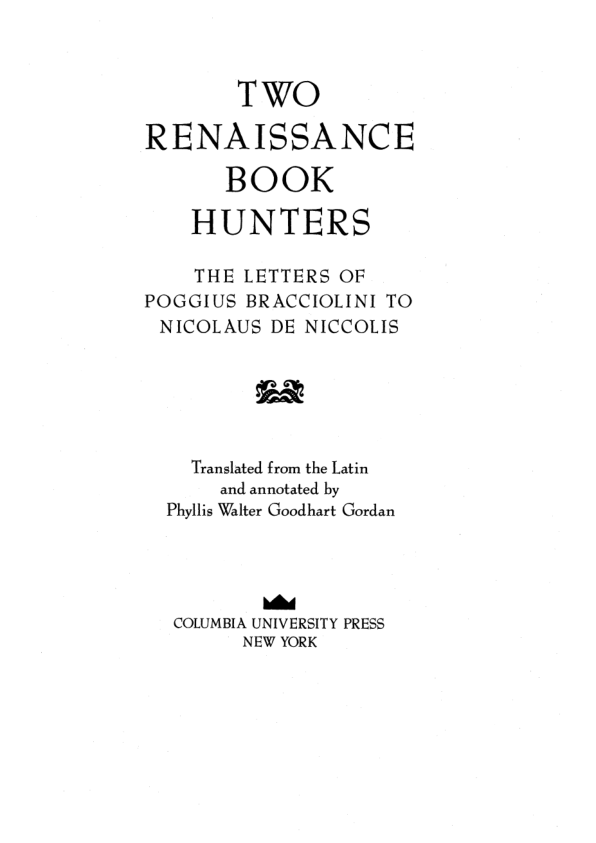 TWO
RENAISSANCE
BOOK
HUNTERS
THE LETTERS OF
POGGIUS BRACCIOLINI TO
NICOLAUS DE NICCOLIS
Translated from the Latin
and annotated by
Phyllis Walter Goodhart Gordan
COLUMBIA UNIVERSITY PRESS
NEW YORK